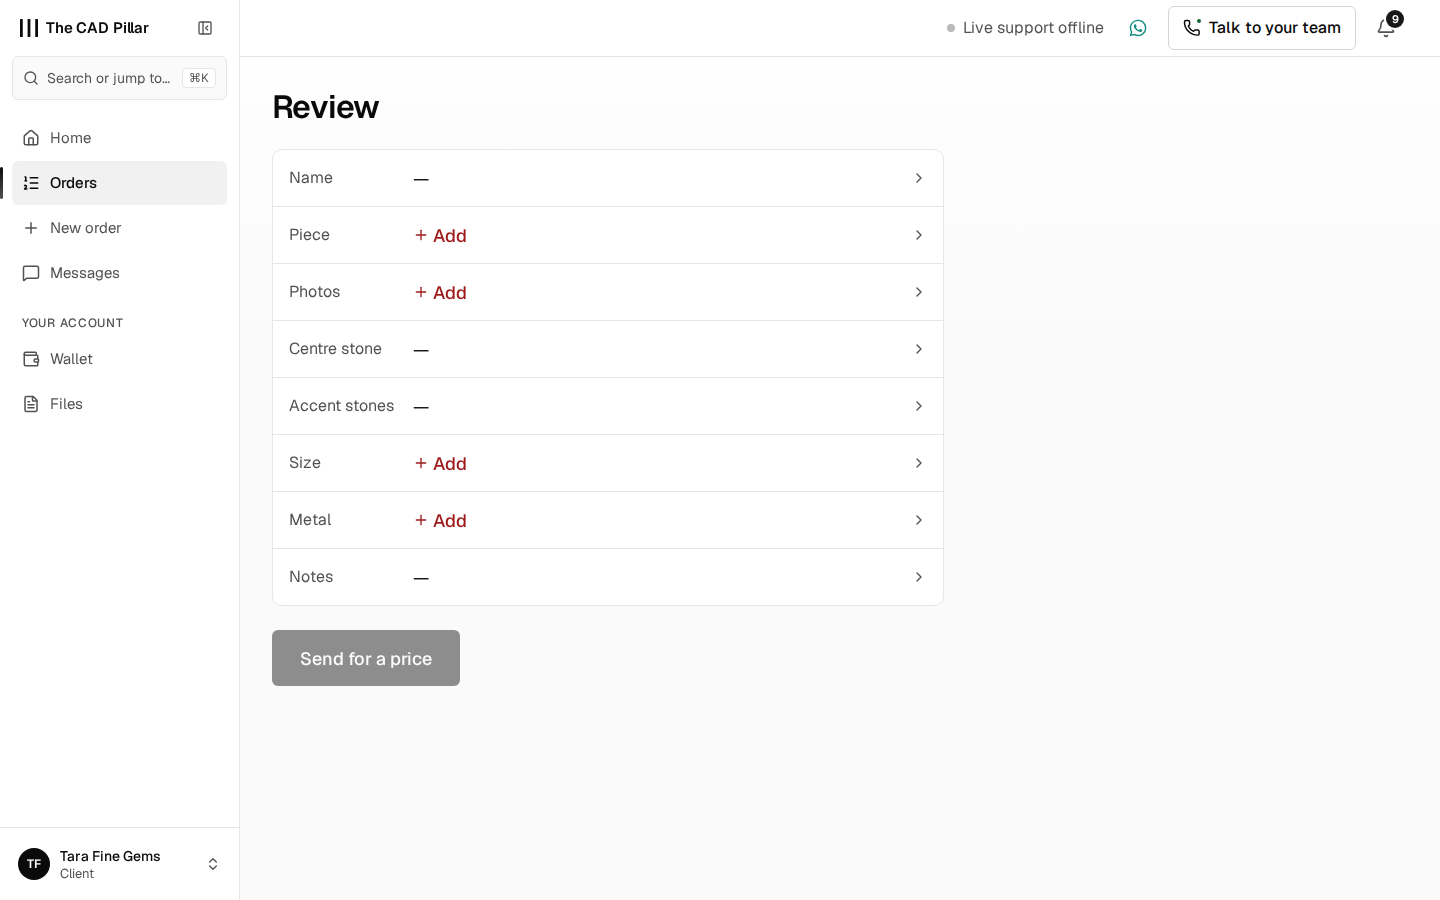 The CAD Pillar
Search or jump to...
⌘K
Home
Orders
New order
Messages
YOUR ACCOUNT
Wallet
Files
TF
Tara Fine Gems
Client
Live support offline
Talk to your team
9
Review
Name —
Piece + Add
Photos + Add
Centre stone —
Accent stones —
Size + Add
Metal + Add
Notes —
Send for a price